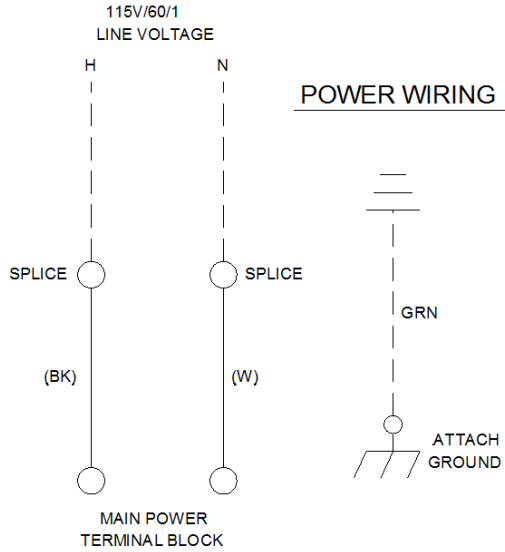 115V/60/1
LINE VOLTAGE
H
N
POWER WIRING
SPLICE
SPLICE
GRN
(BK)
(W)
ATTACH
GROUND
MAIN POWER
TERMINAL BLOCK